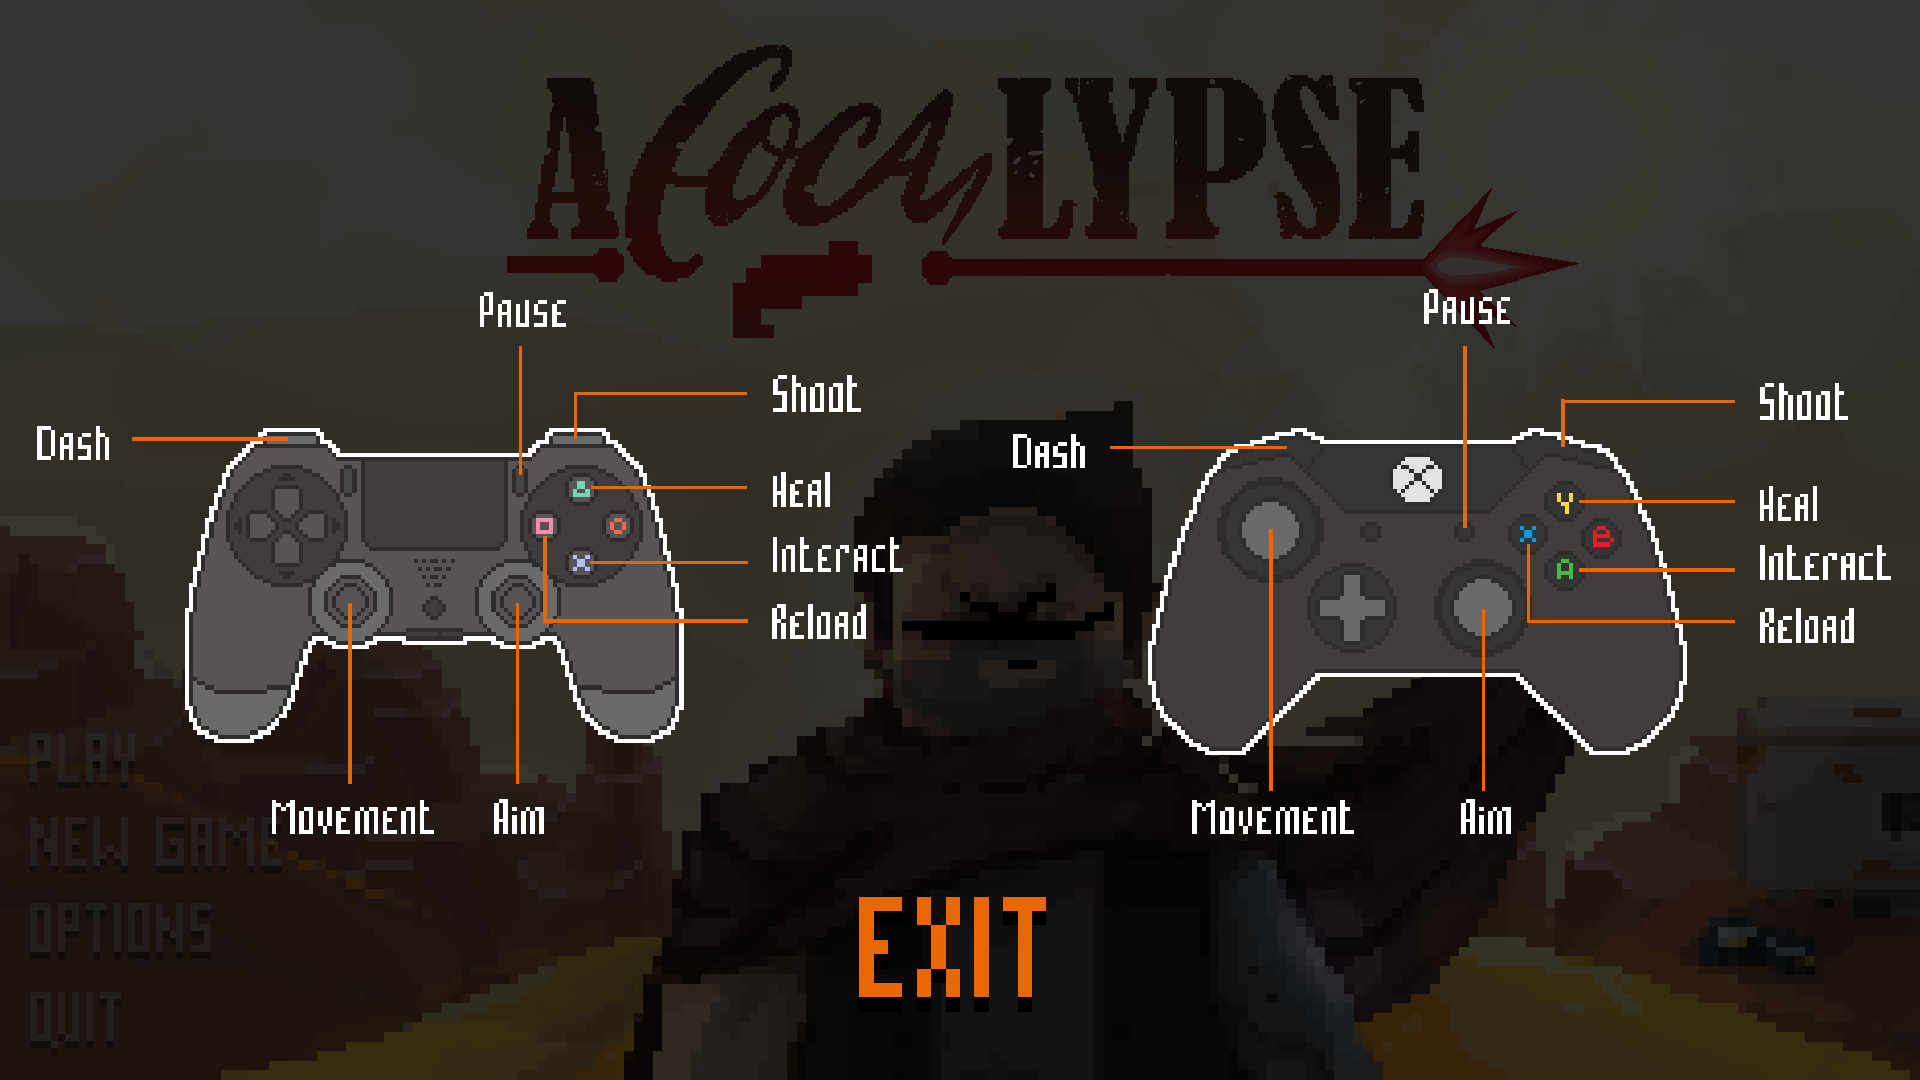 ACOCALYPSE
Pause
Pause
Shoot
Shoot
Dash
Dash
Heal
Y
Heal
X
B
Interact
A
Interact
Reload
Reload
PLAY
Movement
Aim
Movement
Aim
NEW GAME
EXIT
OPTIONS
QUIT